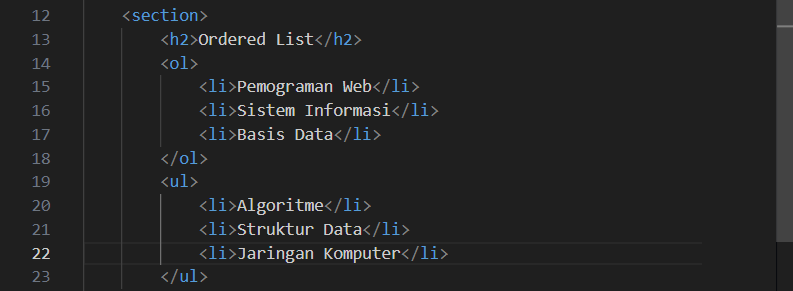 12 <section>
13 <h2>Ordered List</h2>
14 <ol>
15 <li>Pemograman Web</li>
16 <li>Sistem Informasi</li>
17 <li>Basis Data</li>
18 </ol>
19 <ul>
20 <li>Algoritme</li>
21 <li>Struktur Data</li>
22 <li>Jaringan Komputer</li>
23 </ul>